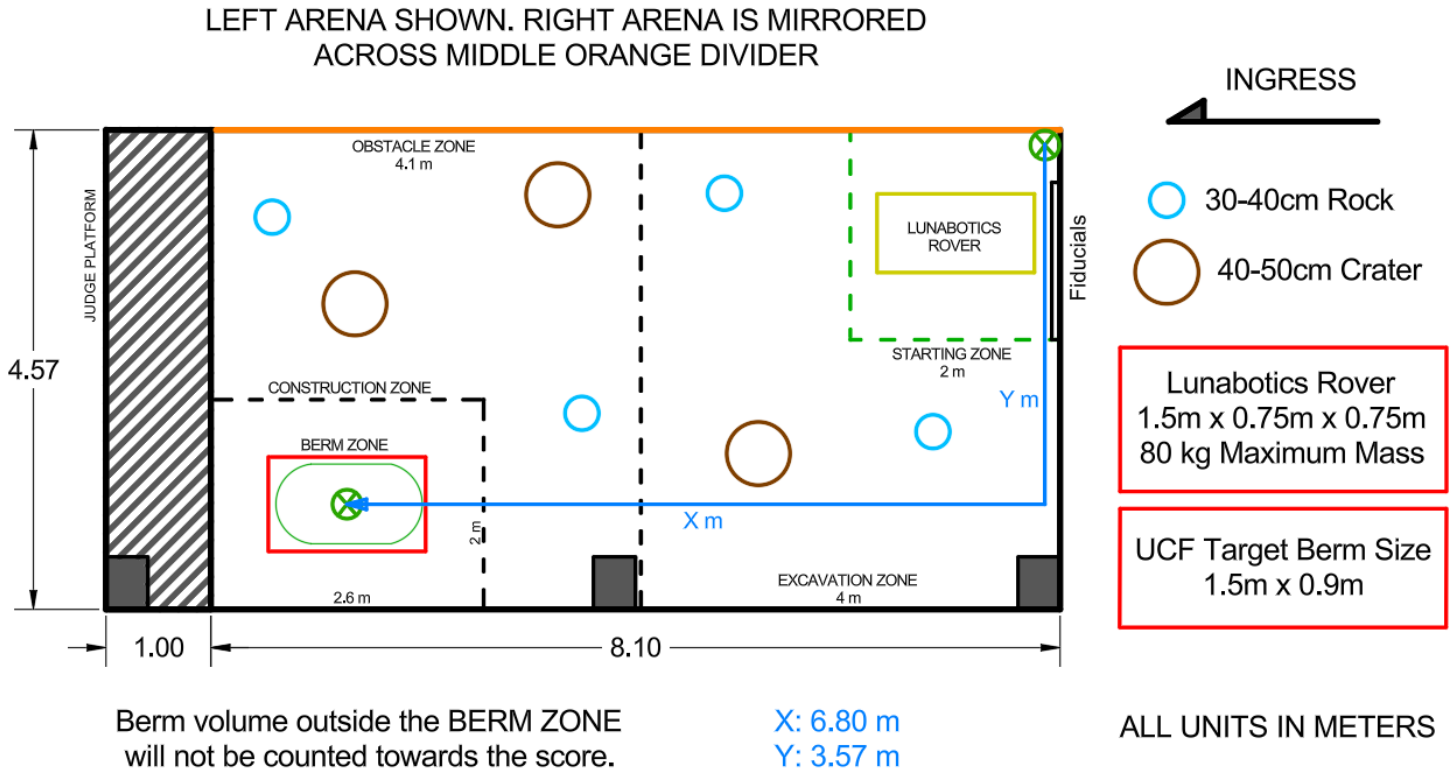 LEFT ARENA SHOWN. RIGHT ARENA IS MIRRORED
ACROSS MIDDLE ORANGE DIVIDER
INGRESS
OBSTACLE ZONE
4.1 m
JUDGE PLATFORM
LUNABOTICS
ROVER
Fiducials
30-40cm Rock
40-50cm Crater
4.57
STARTING ZONE
2 m
CONSTRUCTION ZONE
Y m
BERM ZONE
X m
2 m
2.6 m
EXCAVATION ZONE
4 m
Lunabotics Rover
1.5m x 0.75m x 0.75m
80 kg Maximum Mass
UCF Target Berm Size
1.5m x 0.9m
1.00
8.10
Berm volume outside the BERM ZONE
will not be counted towards the score.
X: 6.80 m
Y: 3.57 m
ALL UNITS IN METERS